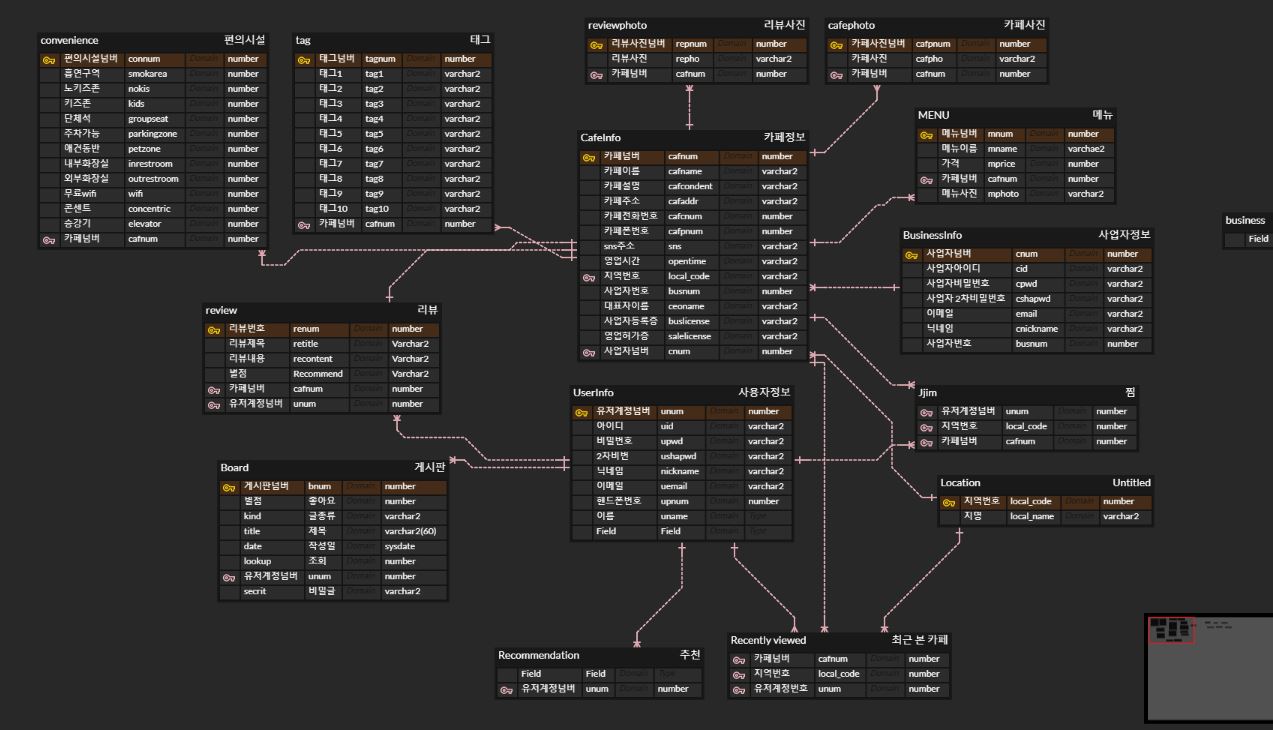 convenience 편의시설
편의시설넘버 connum Domain number
흡연구역 smokarea Domain number
노키즈존 nokis Domain number
키즈존 kids Domain number
단체석 groupseat Domain number
주차가능 parkingzone Domain number
애견동반 petzone Domain number
내부화장실 inrestroom Domain number
외부화장실 outrestroom Domain number
무료wifi wifi Domain number
콘센트 concentric Domain number
승강기 elevator Domain number
카페넘버 cafnum Domain number
tag 태그
태그넘버 tagnum Domain number
태그1 tag1 Domain varchar2
태그2 tag2 Domain varchar2
태그3 tag3 Domain varchar2
태그4 tag4 Domain varchar2
태그5 tag5 Domain varchar2
태그6 tag6 Domain varchar2
태그7 tag7 Domain varchar2
태그8 tag8 Domain varchar2
태그9 tag9 Domain varchar2
태그10 tag10 Domain varchar2
카페넘버 cafnum Domain number
reviewphoto 리뷰사진
리뷰사진넘버 repnum Domain number
리뷰사진 repho Domain varchar2
카페넘버 cafnum Domain number
cafephoto 카페사진
카페사진넘버 cafpnum Domain number
카페사진 cafpho Domain varchar2
카페넘버 cafnum Domain number
MENU 메뉴
메뉴넘버 mnum Domain number
메뉴이름 mname Domain varchae2
가격 mprice Domain number
카페넘버 cafnum Domain number
메뉴사진 mphoto Domain varchar2
CafeInfo 카페정보
카페넘버 cafnum Domain number
카페이름 cafname Domain varchar2
카페설명 cafcondent Domain varchar2
카페주소 cafaddr Domain varchar2
카페전화번호 cafcnum Domain number
카페폰번호 cafpnum Domain number
sns주소 sns Domain varchar2
영업시간 opentime Domain varchar2
지역번호 local_code Domain varchar2
사업자번호 busnum Domain number
대표자이름 ceoname Domain varchar2
사업자등록증 buslicense Domain varchar2
영업허가증 salelicense Domain varchar2
사업자넘버 cnum Domain number
business
Field
BusinessInfo 사업자정보
사업자넘버 cnum Domain number
사업자아이디 cid Domain varchar2
사업자비밀번호 cpwd Domain varchar2
사업자2차비밀번호 cshapwd Domain varchar2
이메일 email Domain varchar2
닉네임 cnickname Domain varchar2
사업자번호 busnum Domain number
review 리뷰
리뷰번호 renum Domain number
리뷰제목 retitle Domain Varchar2
리뷰내용 recontent Domain Varchar2
별점 Recommend Domain Varchar2
카페넘버 cafnum Domain number
유저계정넘버 unum Domain number
UserInfo 사용자정보
유저계정넘버 unum Domain number
아이디 uid Domain varchar2
비밀번호 upwd Domain varchar2
2차비번 ushapwd Domain varchar2
닉네임 nickname Domain varchar2
이메일 uemail Domain varchar2
핸드폰번호 upnum Domain number
이름 uname Domain Type
Field Field Domain Type
Jjim 찜
유저계정넘버 unum Domain number
지역번호 local_code Domain number
카페넘버 cafnum Domain number
Board 게시판
게시판넘버 bnum Domain number
별점 좋아요 Domain number
kind 글종류 Domain varchar2
title 제목 Domain varchar2(60)
date 작성일 Domain sysdate
lookup 조회 Domain number
유저계정넘버 unum Domain number
secrit 비밀글 Domain varchar2
Location Untitled
지역번호 local_code Domain number
지명 local_name Domain varchar2
Recommendation 추천
Field Field Domain Type
유저계정넘버 unum Domain number
Recently viewed 최근 본 카페
카페넘버 cafnum Domain number
지역번호 local_code Domain number
유저계정번호 unum Domain number